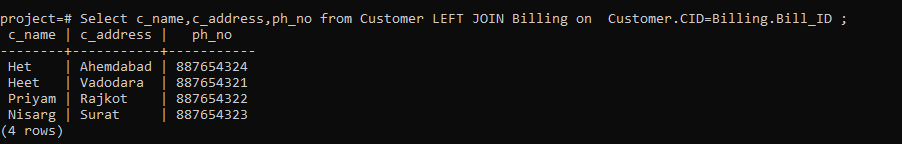 project=# Select c_name,c_address,ph_no from Customer LEFT JOIN Billing on  Customer.CID=Billing.Bill_ID ;
 c_name | c_address |   ph_no
--------+-----------+-----------
 Het    | Ahemdabad | 887654324
 Heet   | Vadodara  | 887654321
 Priyam | Rajkot    | 887654322
 Nisarg | Surat     | 887654323
(4 rows)